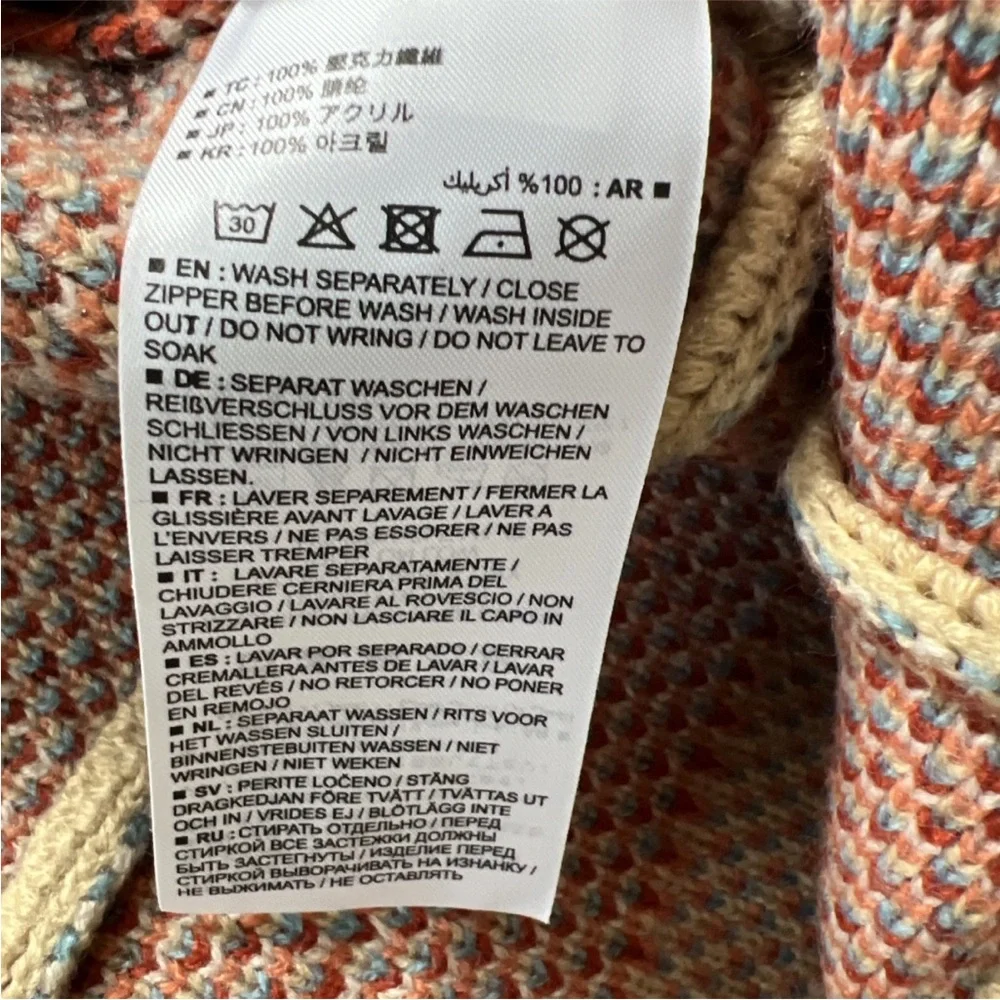 ■ TC : 100% 壓克力纖維
■ CN : 100% 腈纶
■ JP : 100% アクリル
■ KR : 100% 아크릴
■ AR : 100% أكريليك
30
■ EN : WASH SEPARATELY / CLOSE
ZIPPER BEFORE WASH / WASH INSIDE
OUT / DO NOT WRING / DO NOT LEAVE TO
SOAK
■ DE : SEPARAT WASCHEN /
REIßVERSCHLUSS VOR DEM WASCHEN
SCHLIESSEN / VON LINKS WASCHEN /
NICHT WRINGEN / NICHT EINWEICHEN
LASSEN.
■ FR : LAVER SEPAREMENT / FERMER LA
GLISSIÈRE AVANT LAVAGE / LAVER A
L'ENVERS / NE PAS ESSORER / NE PAS
LAISSER TREMPER
■ IT : LAVARE SEPARATAMENTE /
CHIUDERE CERNIERA PRIMA DEL
LAVAGGIO / LAVARE AL ROVESCIO / NON
STRIZZARE / NON LASCIARE IL CAPO IN
AMMOLLO
■ ES : LAVAR POR SEPARADO / CERRAR
CREMALLERA ANTES DE LAVAR / LAVAR
DEL REVÉS / NO RETORCER / NO PONER
EN REMOJO
■ NL : SEPARAAT WASSEN / RITS VOOR
HET WASSEN SLUITEN /
BINNENSTEBUITEN WASSEN / NIET
WRINGEN / NIET WEKEN
■ SV : PERITE LOČENO / STÄNG
DRAGKEDJAN FÖRE TVÄTT / TVÄTTAS UT
OCH IN / VRIDES EJ / BLÖTLÄGG INTE
■ RU : СТИРАТЬ ОТДЕЛЬНО / ПЕРЕД
СТИРКОЙ ВСЕ ЗАСТЕЖКИ ДОЛЖНЫ
БЫТЬ ЗАСТЕГНУТЫ / ИЗДЕЛИЕ ПЕРЕД
СТИРКОЙ ВЫВОРАЧИВАТЬ НА ИЗНАНКУ /
НЕ ВЫЖИМАТЬ / НЕ ОСТАВЛЯТЬ